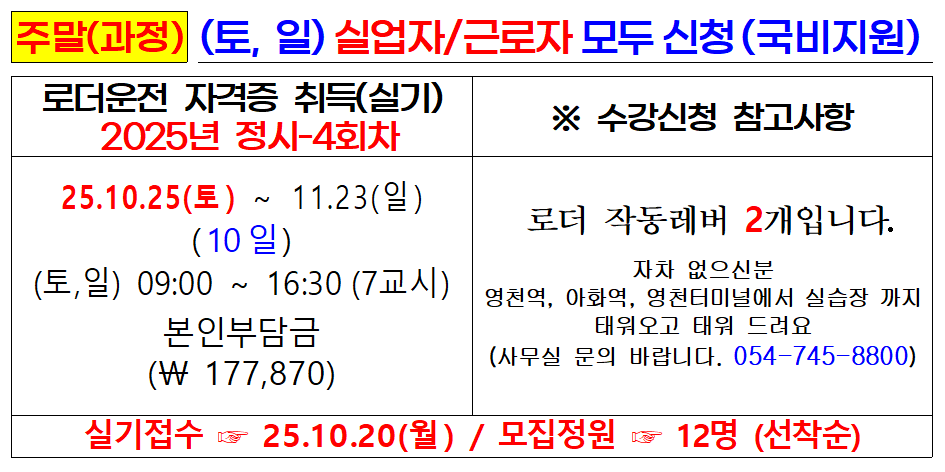 주말(과정) (토, 일) 실업자/근로자 모두 신청 (국비지원)
로더운전 자격증 취득(실기)
2025년 정시-4회차
※ 수강신청 참고사항
25.10.25(토) ~ 11.23(일)
(10일)
(토,일) 09:00 ~ 16:30 (7교시)
본인부담금
(₩ 177,870)
로더 작동레버 2개입니다.
자차 없으신분
영천역, 아화역, 영천터미널에서 실습장 까지
태워오고 태워 드려요
(사무실 문의 바랍니다. 054-745-8800)
실기접수 ☞ 25.10.20(월) / 모집정원 ☞ 12명 (선착순)